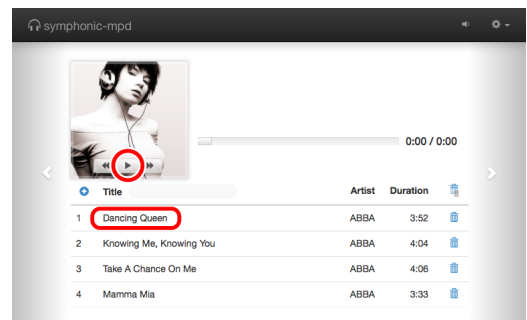 symphonic-mpd
0:00 / 0:00
Title Artist Duration
1 Dancing Queen ABBA 3:52
2 Knowing Me, Knowing You ABBA 4:04
3 Take A Chance On Me ABBA 4:06
4 Mamma Mia ABBA 3:33